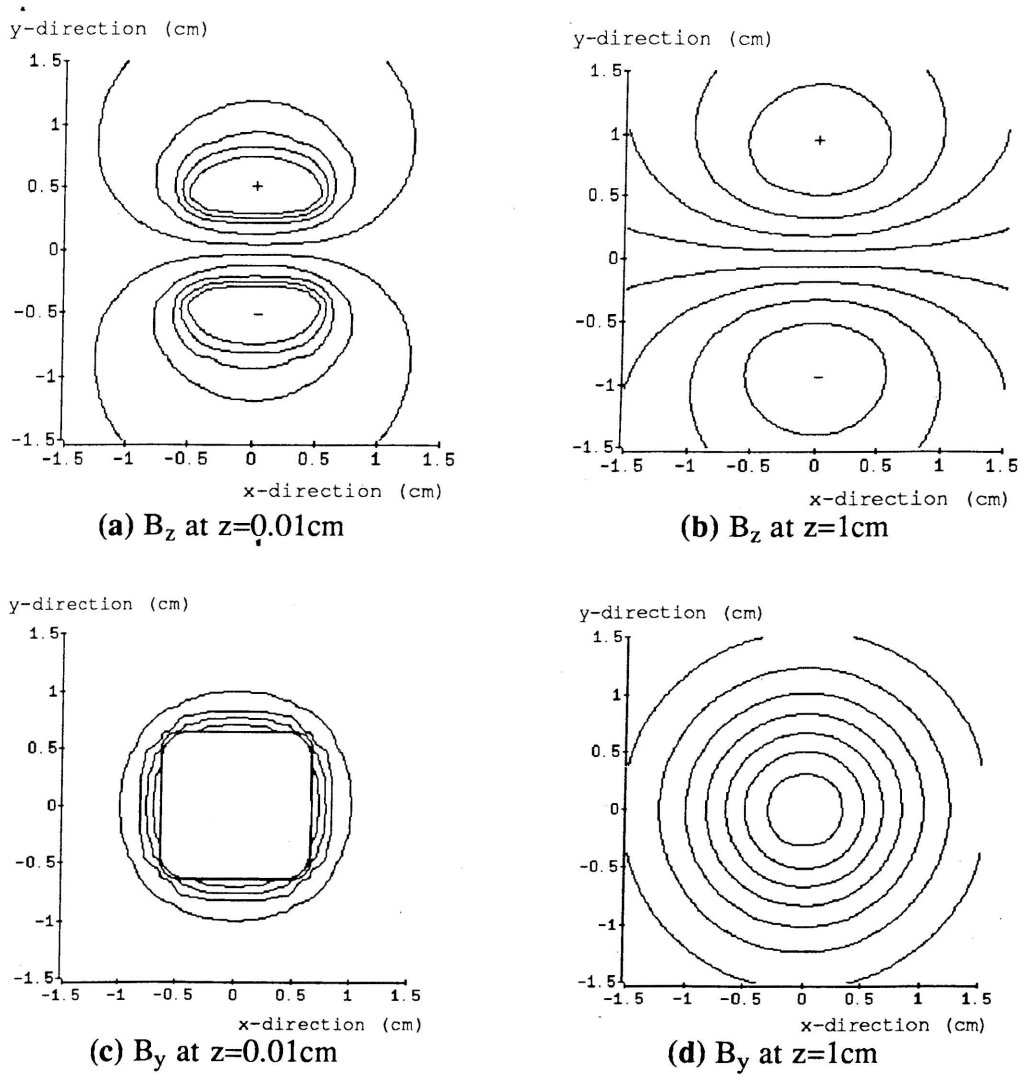 y-direction (cm)
1.5
1
0.5
0
-0.5
-1
-1.5
+
−
-1.5 -1 -0.5 0 0.5 1 1.5
x-direction (cm)
(a) Bz at z=0.01cm
y-direction (cm)
1.5
1
0.5
0
-0.5
-1
-1.5
+
−
-1.5 -1 -0.5 0 0.5 1 1.5
x-direction (cm)
(b) Bz at z=1cm
y-direction (cm)
1.5
1
0.5
0
-0.5
-1
-1.5
-1.5 -1 -0.5 0 0.5 1 1.5
x-direction (cm)
(c) By at z=0.01cm
y-direction (cm)
1.5
1
0.5
0
-0.5
-1
-1.5
-1.5 -1 -0.5 0 0.5 1 1.5
x-direction (cm)
(d) By at z=1cm